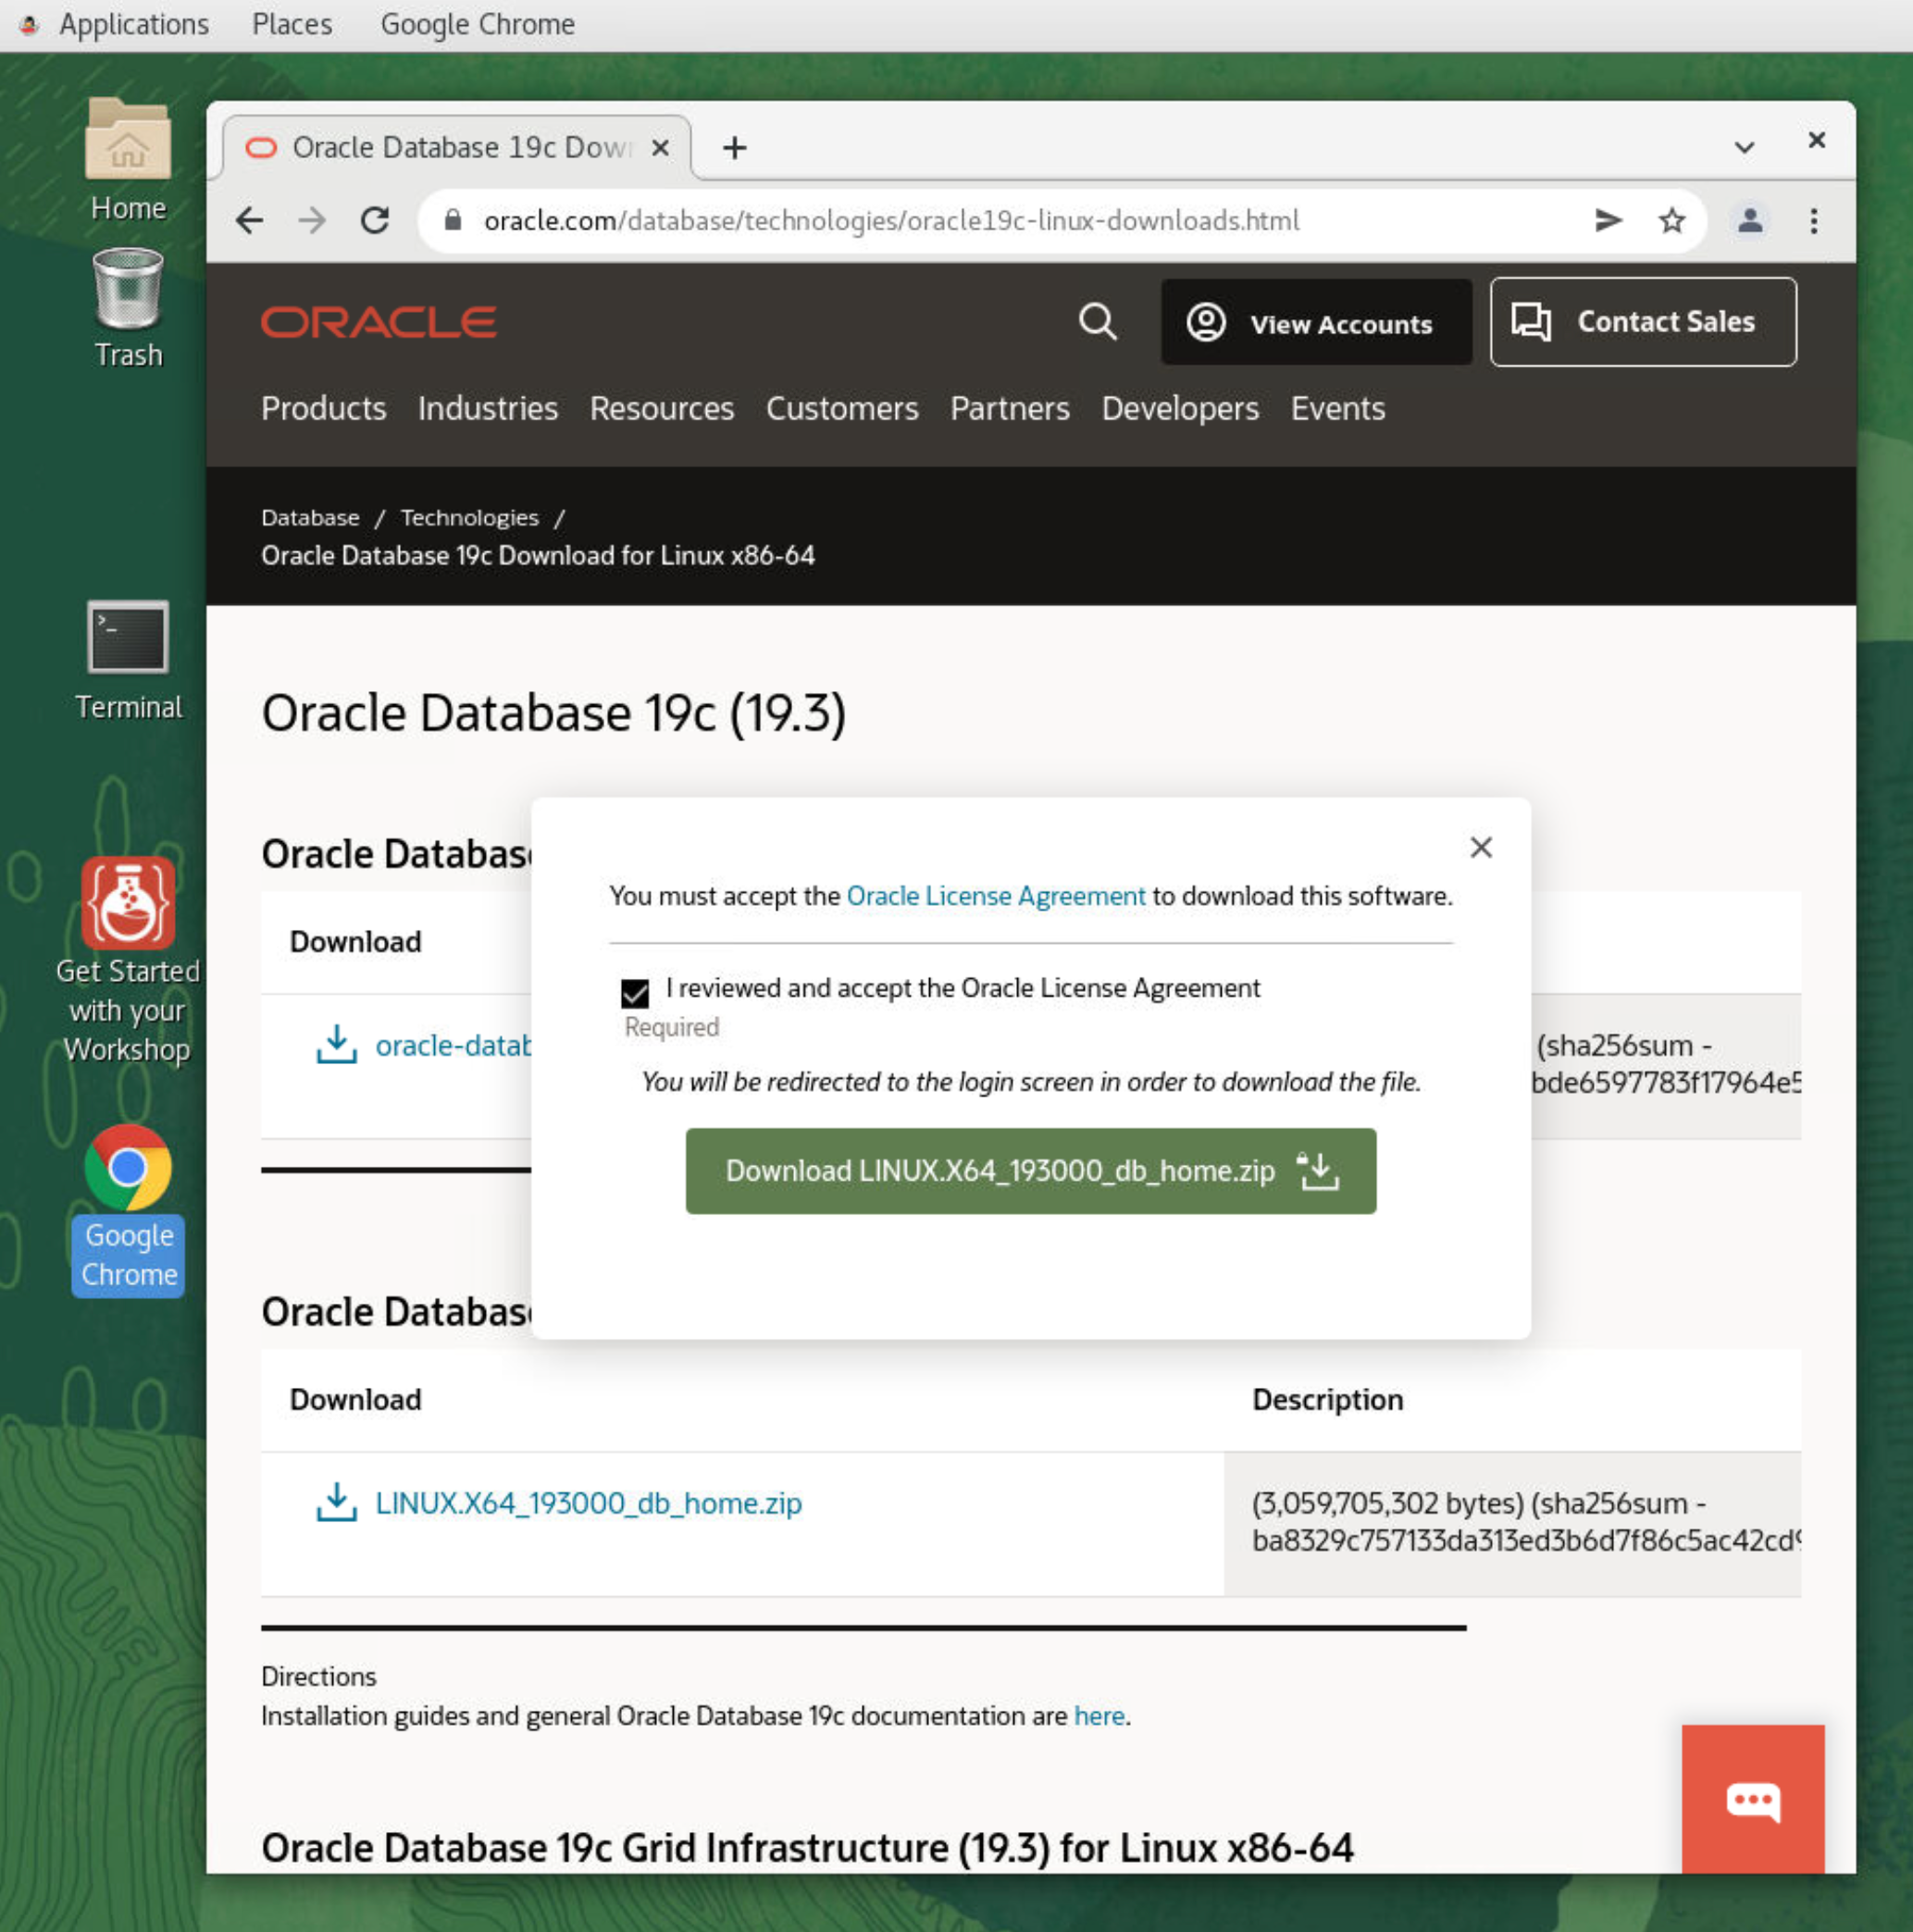 Applications Places Google Chrome
Home
Trash
Terminal
Get Started
with your
Workshop
Google
Chrome
Oracle Database 19c Dow
oracle.com/database/technologies/oracle19c-linux-downloads.html
ORACLE
View Accounts
Contact Sales
Products Industries Resources Customers Partners Developers Events
Database / Technologies /
Oracle Database 19c Download for Linux x86-64
Oracle Database 19c (19.3)
Oracle Databas
Download
oracle-datab
(sha256sum -
bde6597783f17964e5
You must accept the Oracle License Agreement to download this software.
I reviewed and accept the Oracle License Agreement
Required
You will be redirected to the login screen in order to download the file.
Download LINUX.X64_193000_db_home.zip
Oracle Databas
Download Description
LINUX.X64_193000_db_home.zip
(3,059,705,302 bytes) (sha256sum -
ba8329c757133da313ed3b6d7f86c5ac42cd
Directions
Installation guides and general Oracle Database 19c documentation are here.
Oracle Database 19c Grid Infrastructure (19.3) for Linux x86-64